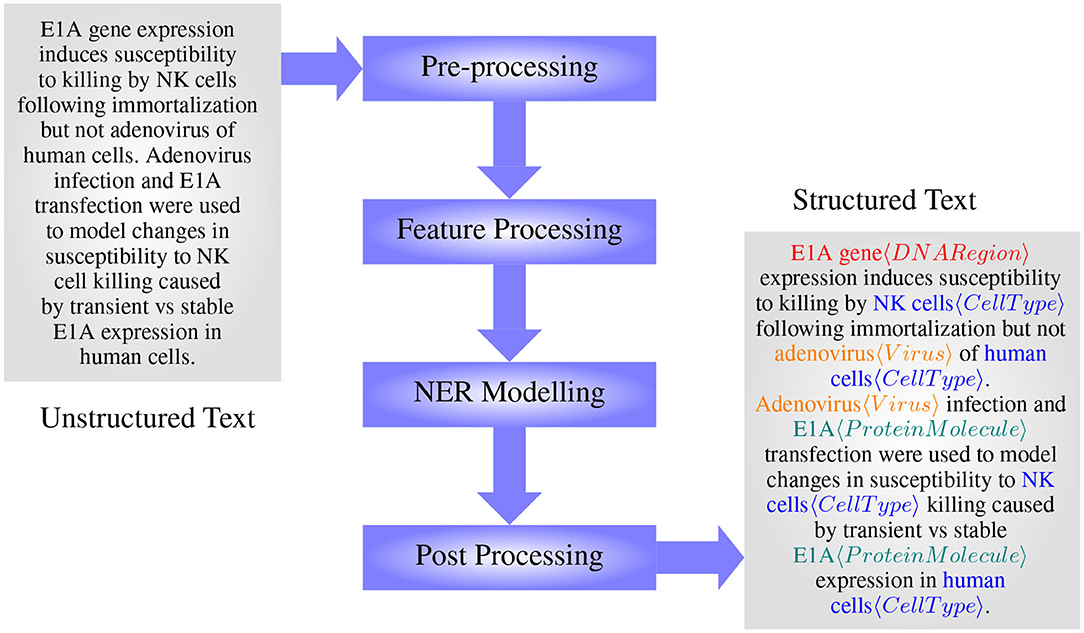 E1A gene expression
induces susceptibility
to killing by NK cells
following immortalization
but not adenovirus of
human cells. Adenovirus
infection and E1A
transfection were used
to model changes in
susceptibility to NK
cell killing caused
by transient vs stable
E1A expression in
human cells.
Unstructured Text
Pre-processing
Feature Processing
NER Modelling
Post Processing
Structured Text
E1A gene⟨DNARegion⟩
expression induces susceptibility
to killing by NK cells⟨CellType⟩
following immortalization but not
adenovirus⟨Virus⟩ of human
cells⟨CellType⟩.
Adenovirus⟨Virus⟩ infection and
E1A⟨ProteinMolecule⟩
transfection were used to model
changes in susceptibility to NK
cells⟨CellType⟩ killing caused
by transient vs stable
E1A⟨ProteinMolecule⟩
expression in human
cells⟨CellType⟩.